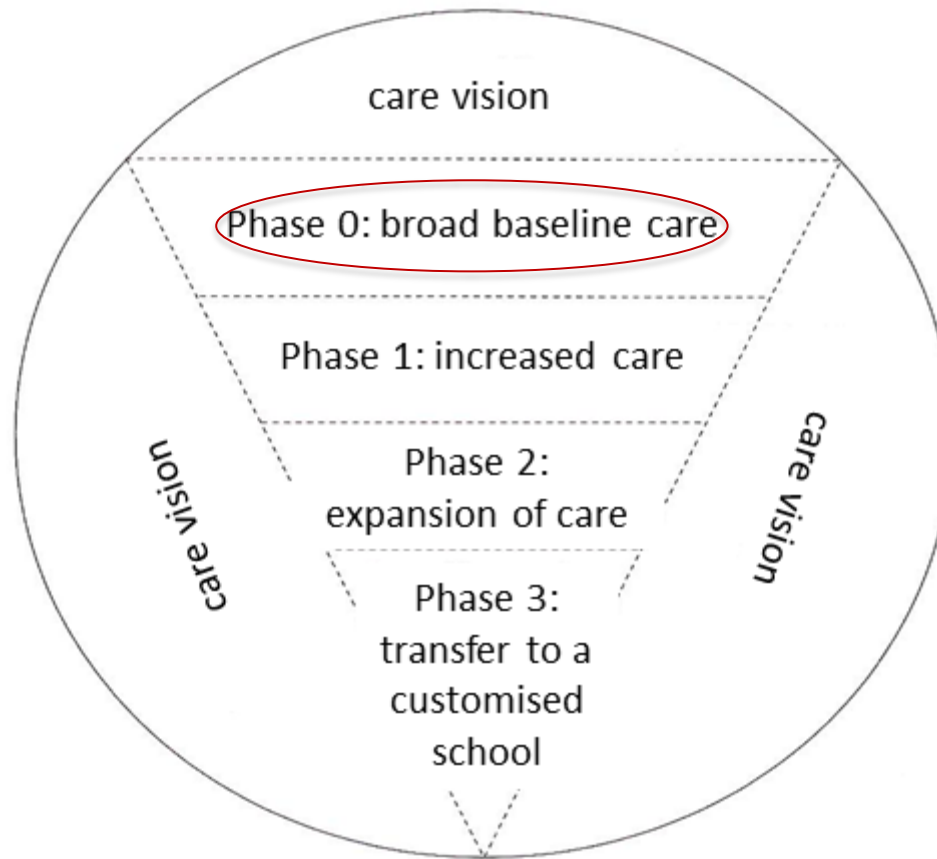 care vision
Phase 0: broad baseline care
Phase 1: increased care
Phase 2:
expansion of care
Phase 3:
transfer to a
customised
school
care vision
care vision